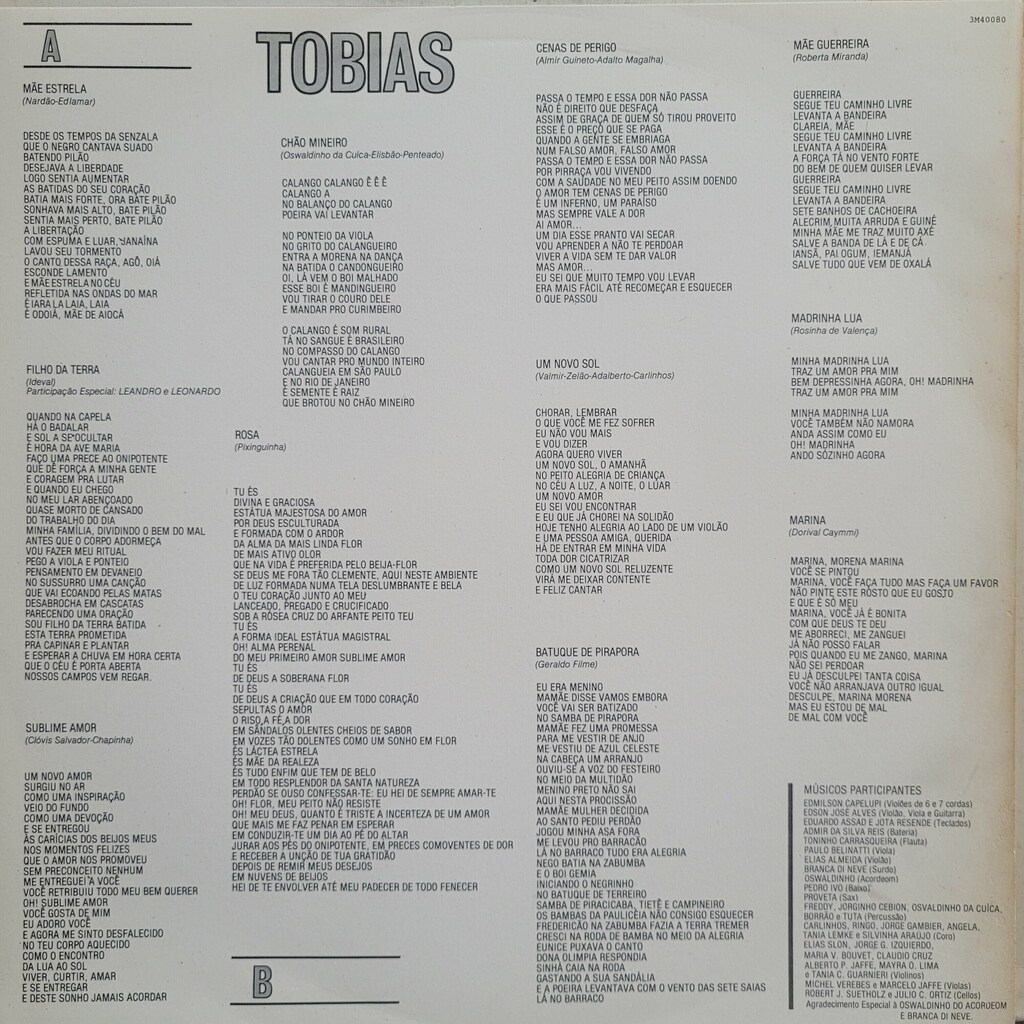 3M40080
A
TOBIAS
MÃE ESTRELA
(Nardão-Edlamar)
DESDE OS TEMPOS DA SENZALA
QUE O NEGRO CANTAVA SUADO
BATENDO PILÃO
DESEJAVA A LIBERDADE
LOGO SENTIA AUMENTAR
AS BATIDAS DO SEU CORAÇÃO
BATIA MAIS FORTE, ORA BATE PILÃO
SONHAVA MAIS ALTO, BATE PILÃO
SENTIA MAIS PERTO, BATE PILÃO
A LIBERTAÇÃO
COM ESPUMA E LUAR, JANAÍNA
LAVOU SEU TORMENTO
O CANTO DESSA RAÇA, AGÔ, OIÁ
ESCONDE LAMENTO
E MÃE ESTRELA NO CÉU
REFLETIDA NAS ONDAS DO MAR
É IARA LA LAIA, LAIA
É ODOIÁ, MÃE DE AIOCÁ
FILHO DA TERRA
(Ideval)
Participação Especial: LEANDRO e LEONARDO
QUANDO NA CAPELA
HÁ O BADALAR
E SOL A SE OCULTAR
É HORA DA AVE MARIA
FAÇO UMA PRECE AO ONIPOTENTE
QUE DÊ FORÇA A MINHA GENTE
E CORAGEM PRA LUTAR
E QUANDO EU CHEGO
NO MEU LAR ABENÇOADO
QUASE MORTO DE CANSADO
DO TRABALHO DO DIA
MINHA FAMÍLIA, DIVIDINDO O BEM DO MAL
ANTES QUE O CORPO ADORMEÇA
VOU FAZER MEU RITUAL
PEGO A VIOLA E PONTEIO
PENSAMENTO EM DEVANEIO
NO SUSSURRO UMA CANÇÃO
QUE VAI ECOANDO PELAS MATAS
DESABROCHA EM CASCATAS
PARECENDO UMA ORAÇÃO
SOU FILHO DA TERRA BATIDA
ESTA TERRA PROMETIDA
PRA CAPINAR E PLANTAR
E ESPERAR A CHUVA EM HORA CERTA
QUE O CÉU É PORTA ABERTA
NOSSOS CAMPOS VEM REGAR.
SUBLIME AMOR
(Clóvis Salvador-Chapinha)
UM NOVO AMOR
SURGIU NO AR
COMO UMA INSPIRAÇÃO
VEIO DO FUNDO
COMO UMA DEVOÇÃO
E SE ENTREGOU
AS CARÍCIAS DOS BEIJOS MEUS
NOS MOMENTOS FELIZES
QUE O AMOR NOS PROMOVEU
SEM PRECONCEITO NENHUM
ME ENTREGUEI A VOCÊ
VOCÊ RETRIBUIU TODO MEU BEM QUERER
OH! SUBLIME AMOR
VOCÊ GOSTA DE MIM
EU ADORO VOCÊ
E AGORA ME SINTO DESFALECIDO
NO TEU CORPO AQUECIDO
COMO O ENCONTRO
DA LUA AO SOL
VIVER, CURTIR, AMAR
E SE ENTREGAR
E DESTE SONHO JAMAIS ACORDAR
CHÃO MINEIRO
(Oswaldinho da Cuica-Elisbão-Penteado)
CALANGO CALANGO Ê Ê Ê
CALANGO A
NO BALANÇO DO CALANGO
POEIRA VAI LEVANTAR
NO PONTEIO DA VIOLA
NO GRITO DO CALANGUEIRO
ENTRA A MORENA NA DANÇA
NA BATIDA O CANDONGUEIRO
OI, LÁ VEM O BOI MALHADO
ESSE BOI É MANDINGUEIRO
VOU TIRAR O COURO DELE
E MANDAR PRO CURIMBEIRO
O CALANGO É SOM RURAL
TÁ NO SANGUE É BRASILEIRO
NO COMPASSO DO CALANGO
VOU CANTAR PRO MUNDO INTEIRO
CALANGUEIA EM SÃO PAULO
E NO RIO DE JANEIRO
É SEMENTE É RAIZ
QUE BROTOU NO CHÃO MINEIRO
ROSA
(Pixinguinha)
TU ÉS
DIVINA E GRACIOSA
ESTÁTUA MAJESTOSA DO AMOR
POR DEUS ESCULTURADA
E FORMADA COM O ARDOR
DA ALMA DA MAIS LINDA FLOR
DE MAIS ATIVO OLOR
QUE NA VIDA É PREFERIDA PELO BEIJA-FLOR
SE DEUS ME FORA TÃO CLEMENTE, AQUI NESTE AMBIENTE
DE LUZ FORMADA NUMA TELA DESLUMBRANTE E BELA
O TEU CORAÇÃO JUNTO AO MEU
LANCEADO, PREGADO E CRUCIFICADO
SOB A RÓSEA CRUZ DO ARFANTE PEITO TEU
TU ÉS
A FORMA IDEAL ESTÁTUA MAGISTRAL
OH! ALMA PERENAL
DO MEU PRIMEIRO AMOR SUBLIME AMOR
TU ÉS
DE DEUS A SOBERANA FLOR
TU ÉS
DE DEUS A CRIAÇÃO QUE EM TODO CORAÇÃO
SEPULTAS O AMOR
O RISO,A FÉ,A DOR
EM SÂNDALOS OLENTES CHEIOS DE SABOR
EM VOZES TÃO DOLENTES COMO UM SONHO EM FLOR
ÉS LÁCTEA ESTRELA
ÉS MÃE DA REALEZA
ÉS TUDO ENFIM QUE TEM DE BELO
EM TODO RESPLENDOR DA SANTA NATUREZA
PERDÃO SE OUSO CONFESSAR-TE: EU HEI DE SEMPRE AMAR-TE
OH! FLOR, MEU PEITO NÃO RESISTE
OH! MEU DEUS, QUANTO É TRISTE A INCERTEZA DE UM AMOR
QUE MAIS ME FAZ PENAR EM ESPERAR
EM CONDUZIR-TE UM DIA AO PÉ DO ALTAR
JURAR AOS PÉS DO ONIPOTENTE, EM PRECES COMOVENTES DE DOR
E RECEBER A UNÇÃO DE TUA GRATIDÃO
DEPOIS DE REMIR MEUS DESEJOS
EM NUVENS DE BEIJOS
HEI DE TE ENVOLVER ATÉ MEU PADECER DE TODO FENECER
B
CENAS DE PERIGO
(Almir Guineto-Adalto Magalha)
PASSA O TEMPO E ESSA DOR NÃO PASSA
NÃO É DIREITO QUE DESFAÇA
ASSIM DE GRAÇA DE QUEM SÓ TIROU PROVEITO
ESSE É O PREÇO QUE SE PAGA
QUANDO A GENTE SE EMBRIAGA
NUM FALSO AMOR, FALSO AMOR
PASSA O TEMPO E ESSA DOR NÃO PASSA
POR PIRRAÇA VOU VIVENDO
COM A SAUDADE NO MEU PEITO ASSIM DOENDO
O AMOR TEM CENAS DE PERIGO
É UM INFERNO, UM PARAÍSO
MAS SEMPRE VALE A DOR
AI AMOR...
UM DIA ESSE PRANTO VAI SECAR
VOU APRENDER A NÃO TE PERDOAR
VIVER A VIDA SEM TE DAR VALOR
MAS AMOR...
EU SEI QUE MUITO TEMPO VOU LEVAR
ERA MAIS FÁCIL ATÉ RECOMEÇAR E ESQUECER
O QUE PASSOU
UM NOVO SOL
(Valmir-Zelão-Adalberto-Carlinhos)
CHORAR, LEMBRAR
O QUE VOCÊ ME FEZ SOFRER
EU NÃO VOU MAIS
E VOU DIZER
AGORA QUERO VIVER
UM NOVO SOL, O AMANHÃ
NO PEITO ALEGRIA DE CRIANÇA
NO CÉU A LUZ, A NOITE, O LUAR
UM NOVO AMOR
EU SEI VOU ENCONTRAR
E EU QUE JÁ CHOREI NA SOLIDÃO
HOJE TENHO ALEGRIA AO LADO DE UM VIOLÃO
E UMA PESSOA AMIGA, QUERIDA
HÁ DE ENTRAR EM MINHA VIDA
TODA DOR CICATRIZAR
COMO UM NOVO SOL RELUZENTE
VIRÁ ME DEIXAR CONTENTE
E FELIZ CANTAR
BATUQUE DE PIRAPORA
(Geraldo Filme)
EU ERA MENINO
MAMÃE DISSE VAMOS EMBORA
VOCÊ VAI SER BATIZADO
NO SAMBA DE PIRAPORA
MAMÃE FEZ UMA PROMESSA
PARA ME VESTIR DE ANJO
ME VESTIU DE AZUL CELESTE
NA CABEÇA UM ARRANJO
OUVIU-SE A VOZ DO FESTEIRO
NO MEIO DA MULTIDÃO
MENINO PRETO NÃO SAI
AQUI NESTA PROCISSÃO
MAMÃE MULHER DECIDIDA
AO SANTO PEDIU PERDÃO
JOGOU MINHA ASA FORA
ME LEVOU PRO BARRACÃO
LÁ NO BARRACO TUDO ERA ALEGRIA
NEGO BATIA NA ZABUMBA
E O BOI GEMIA
INICIANDO O NEGRINHO
NO BATUQUE DE TERREIRO
SAMBA DE PIRACICABA, TIETÊ E CAMPINEIRO
OS BAMBAS DA PAULICÉIA NÃO CONSIGO ESQUECER
FREDERICÃO NA ZABUMBA FAZIA A TERRA TREMER
CRESCI NA RODA DE BAMBA NO MEIO DA ALEGRIA
EUNICE PUXAVA O CANTO
DONA OLIMPIA RESPONDIA
SINHÁ CAIA NA RODA
GASTANDO A SUA SANDÁLIA
E A POEIRA LEVANTAVA COM O VENTO DAS SETE SAIAS
LÁ NO BARRACO
MÃE GUERREIRA
(Roberta Miranda)
GUERREIRA
SEGUE TEU CAMINHO LIVRE
LEVANTA A BANDEIRA
CLAREIA, MÃE
SEGUE TEU CAMINHO LIVRE
LEVANTA A BANDEIRA
A FORÇA TÁ NO VENTO FORTE
DO BEM DE QUEM QUISER LEVAR
GUERREIRA
SEGUE TEU CAMINHO LIVRE
LEVANTA A BANDEIRA
SETE BANHOS DE CACHOEIRA
ALECRIM, MUITA ARRUDA E GUINÉ
MINHA MÃE ME TRAZ MUITO AXÉ
SALVE A BANDA DE LÁ E DE CÁ
IANSÃ, PAI OGUM, IEMANJÁ
SALVE TUDO QUE VEM DE OXALÁ
MADRINHA LUA
(Rosinha de Valença)
MINHA MADRINHA LUA
TRAZ UM AMOR PRA MIM
BEM DEPRESSINHA AGORA, OH! MADRINHA
TRAZ UM AMOR PRA MIM
MINHA MADRINHA LUA
VOCÊ TAMBÉM NÃO NAMORA
ANDA ASSIM COMO EU
OH! MADRINHA
ANDO SÒZINHO AGORA
MARINA
(Dorival Caymmi)
MARINA, MORENA MARINA
VOCÊ SE PINTOU
MARINA, VOCÊ FAÇA TUDO MAS FAÇA UM FAVOR
NÃO PINTE ESTE ROSTO QUE EU GOSTO
E QUE É SÓ MEU
MARINA, VOCÊ JÁ É BONITA
COM QUE DEUS TE DEU
ME ABORRECI, ME ZANGUEI
JÁ NÃO POSSO FALAR
POIS QUANDO EU ME ZANGO, MARINA
NÃO SEI PERDOAR
EU JÁ DESCULPEI TANTA COISA
VOCÊ NÃO ARRANJAVA OUTRO IGUAL
DESCULPE, MARINA MORENA
MAS EU ESTOU DE MAL
DE MAL COM VOCÊ
MÚSICOS PARTICIPANTES
EDMILSON CAPELUPI (Violões de 6 e 7 cordas)
EDSON JOSÉ ALVES (Violão, Viola e Guitarra)
EDUARDO ASSAD E JOTA RESENDE (Teclados)
ADMIR DA SILVA REIS (Bateria)
TONINHO CARRASQUEIRA (Flauta)
PAULO BELINATTI (Viola)
ELIAS ALMEIDA (Violão)
BRANCA DI NEVE (Surdo)
OSWALDINHO (Acordeom)
PEDRO IVO (Baixo)
PROVETA (Sax)
FREDDY, JORGINHO CEBION, OSVALDINHO DA CUÍCA,
BORRÃO e TUTA (Percussão)
CARLINHOS, RINGO, JORGE GAMBIER, ANGELA,
TANIA LEMKE e SILVINHA ARAÚJO (Coro)
ELIAS SLON, JORGE G. IZQUIERDO,
MARIA V. BOUVET, CLAUDIO CRUZ
ALBERTO P. JAFFE, MAYRA O. LIMA
e TANIA C. GUARNIERI (Violinos)
MICHEL VEREBES e MARCELO JAFFE (Violas)
ROBERT J. SUETHOLZ e JULIO C. ORTIZ (Cellos)
Agradecimento Especial à OSWALDINHO DO ACORDEOM
E BRANCA DI NEVE.